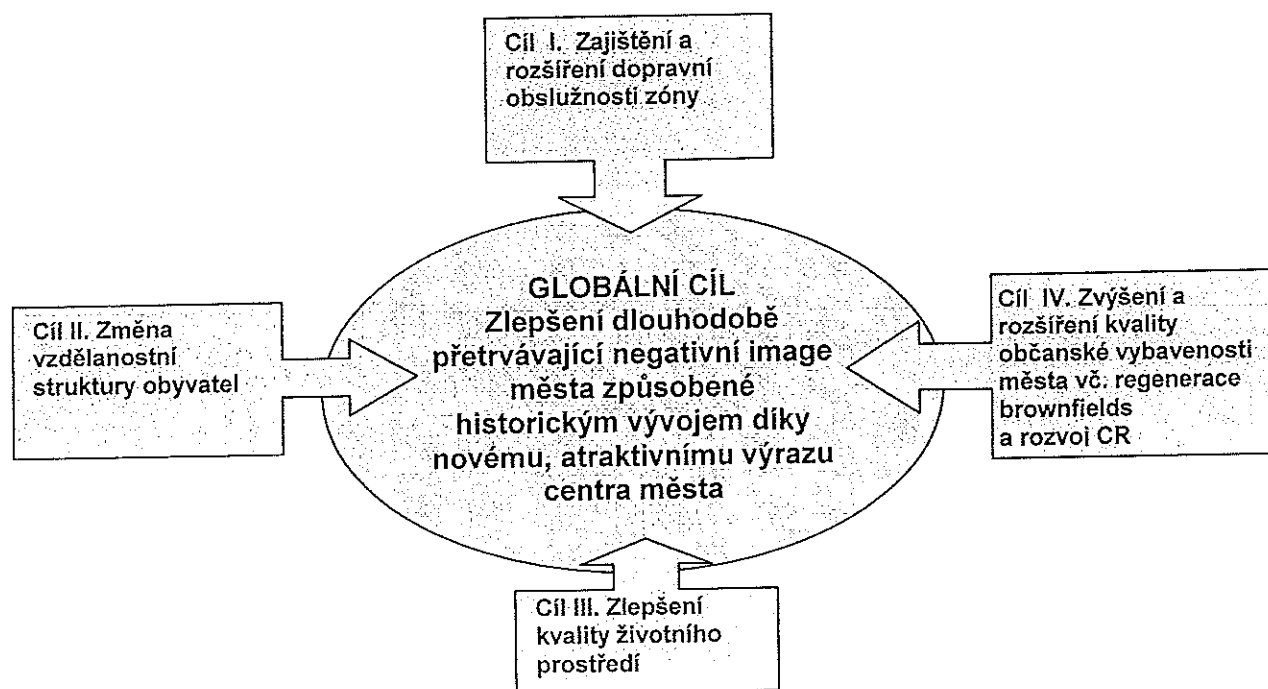 Cíl I. Zajištění a
rozšíření dopravní
obslužnosti zóny
GLOBÁLNÍ CÍL
Zlepšení dlouhodobě
přetrvávající negativní image
města způsobené
historickým vývojem díky
novému, atraktivnímu výrazu
centra města
Cíl II. Změna
vzdělanostní
struktury obyvatel
Cíl IV. Zvýšení a
rozšíření kvality
občanské vybavenosti
města vč. regenerace
brownfields
a rozvoj CR
Cíl III. Zlepšení
kvality životního
prostředí